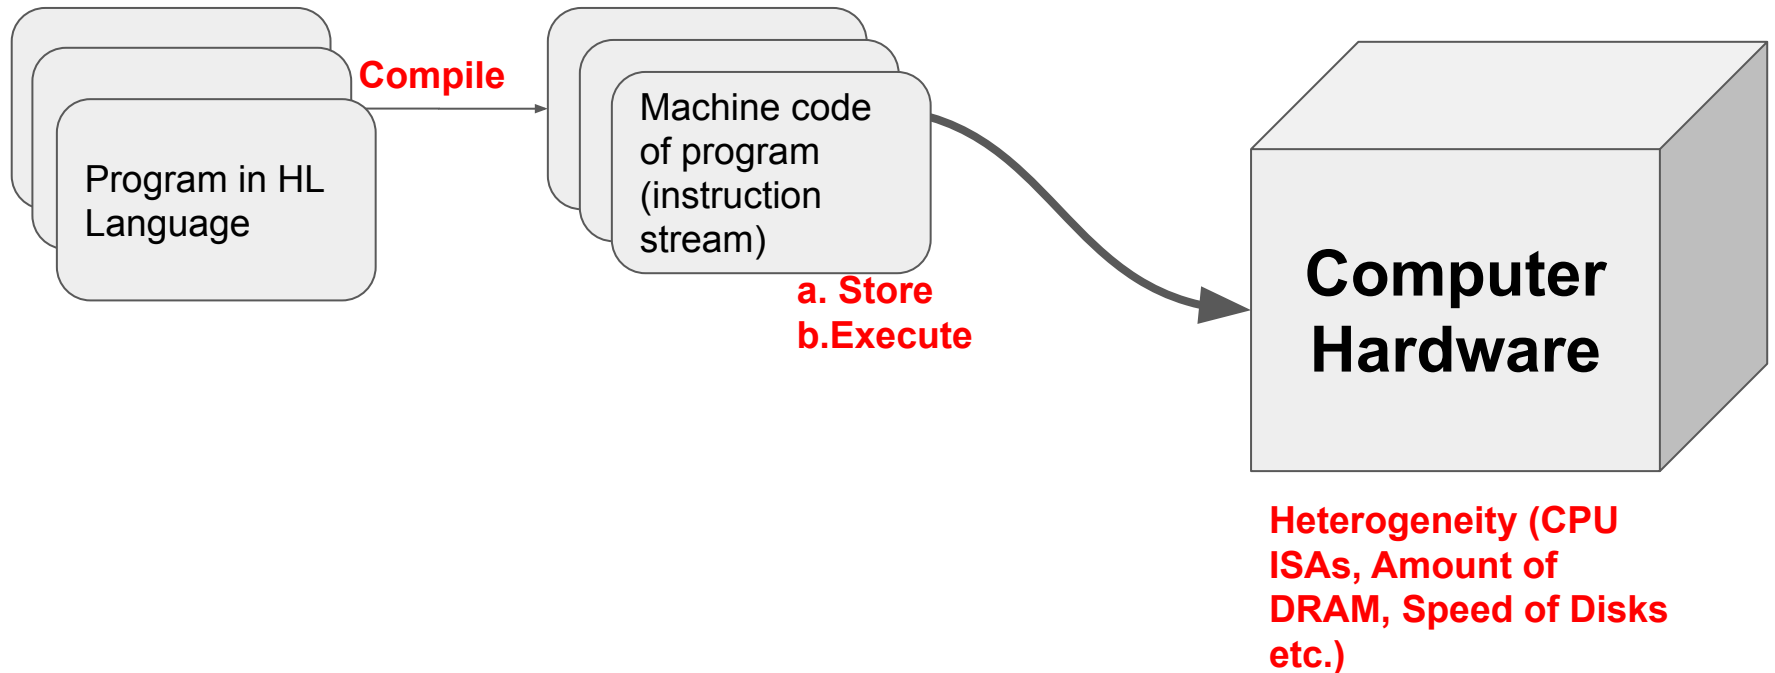 Compile
Program in HL
Language
Machine code
of program
(instruction
stream)
a. Store
b.Execute
Computer
Hardware
Heterogeneity (CPU
ISAs, Amount of
DRAM, Speed of Disks
etc.)